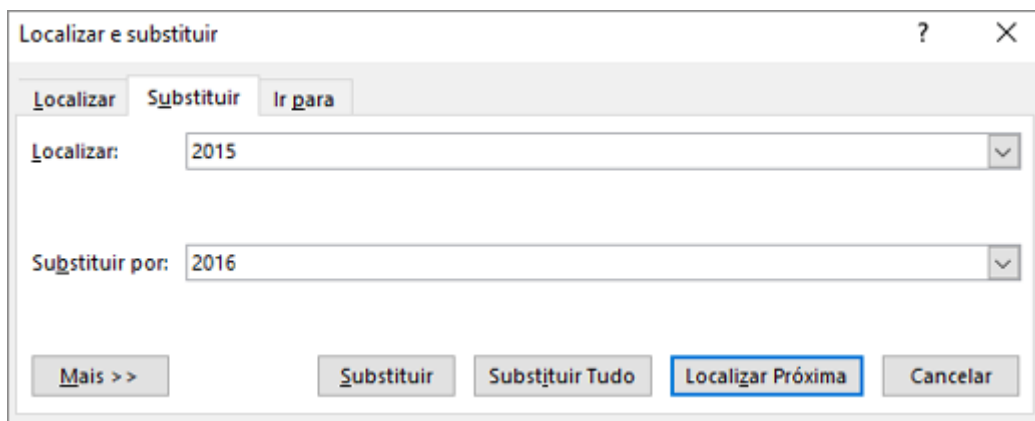 Localizar e substituir ? ×
Localizar Substituir Ir para
Localizar: 2015
Substituir por: 2016
Mais >> Substituir Substituir Tudo Localizar Próxima Cancelar